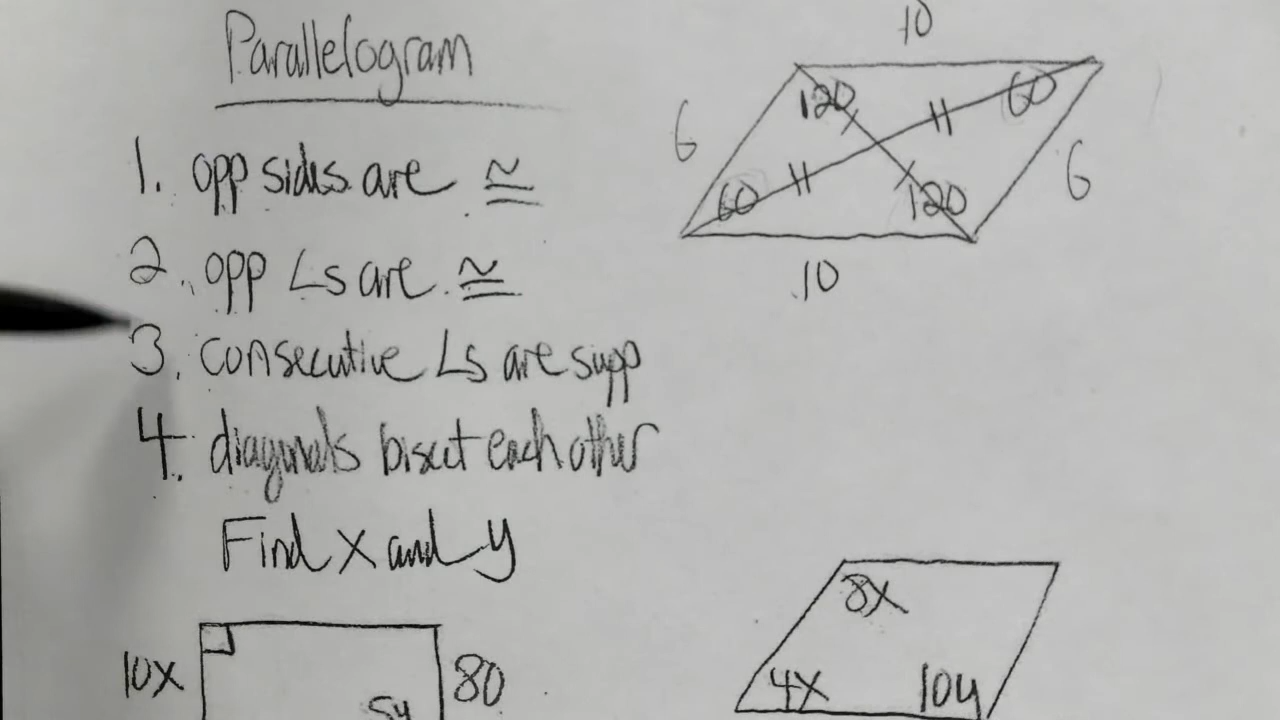 Parallelogram
1. opp sides are ≅
2. opp ∠s are ≅
3. consecutive ∠s are supp
4. diagonals bisect each other
Find x and y
10
120 60
6 6
60 120
10
10x 80
5y
8x
4x 10y